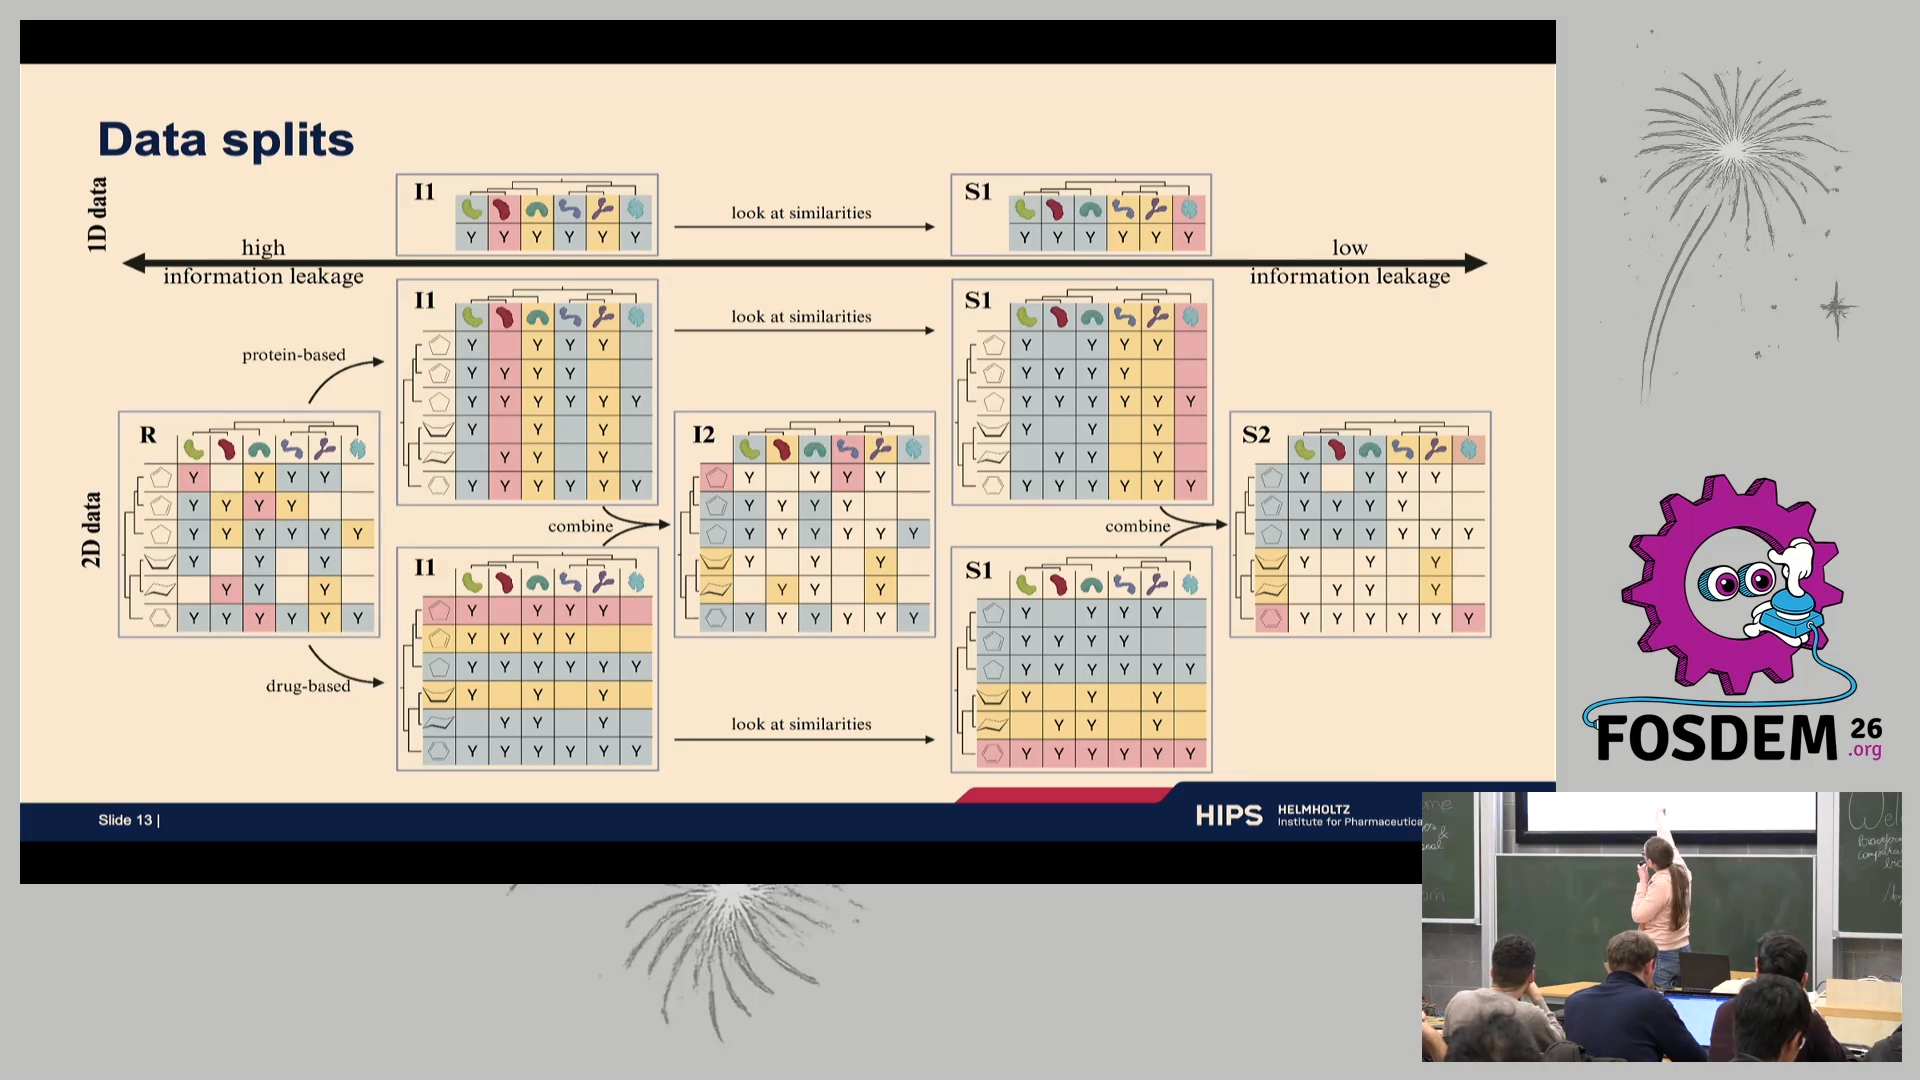 Data splits
1D data
I1
Y Y Y Y Y Y
look at similarities
S1
Y Y Y Y Y Y
high
information leakage
low
information leakage
2D data
protein-based
I1
Y Y Y Y
Y Y Y Y
Y Y Y Y Y Y
Y Y Y
Y Y Y
Y Y Y Y Y Y
look at similarities
S1
Y Y Y Y
Y Y Y Y
Y Y Y Y Y Y
Y Y Y
Y Y Y
Y Y Y Y Y Y
R
Y Y Y Y
Y Y Y Y
Y Y Y Y Y Y
Y Y Y
Y Y Y
Y Y Y Y Y Y
combine
I2
Y Y Y Y
Y Y Y Y
Y Y Y Y Y Y
Y Y Y
Y Y Y
Y Y Y Y Y Y
combine
S2
Y Y Y Y
Y Y Y Y
Y Y Y Y Y Y
Y Y Y
Y Y Y
Y Y Y Y Y Y
drug-based
I1
Y Y Y Y
Y Y Y Y
Y Y Y Y Y Y
Y Y Y
Y Y Y
Y Y Y Y Y Y
look at similarities
S1
Y Y Y Y
Y Y Y Y
Y Y Y Y Y Y
Y Y Y
Y Y Y
Y Y Y Y Y Y
Slide 13 |
HIPS
HELMHOLTZ
Institute for Pharmaceutica
FOSDEM 26
.org